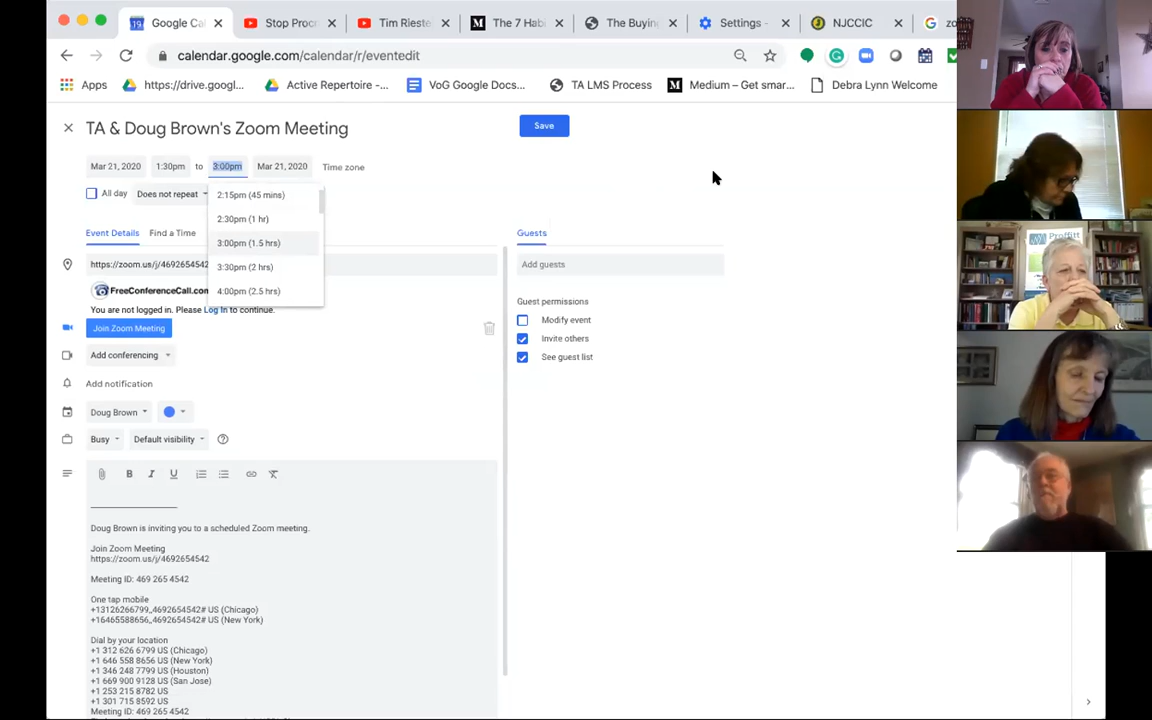 19 Google Cal
Stop Proc
Tim Rieste
The 7 Habi
The Buying
Settings -
NJCCIC
calendar.google.com/calendar/r/eventedit
Apps https://drive.googl... Active Repertoire -... VoG Google Docs... TA LMS Process Medium – Get smar... Debra Lynn Welcome
TA & Doug Brown's Zoom Meeting
Save
Mar 21, 2020 1:30pm to 3:00pm Mar 21, 2020 Time zone
All day Does not repeat
2:15pm (45 mins)
2:30pm (1 hr)
3:00pm (1.5 hrs)
3:30pm (2 hrs)
4:00pm (2.5 hrs)
Event Details Find a Time
Guests
https://zoom.us/j/4692654542
Add guests
FreeConferenceCall.com
You are not logged in. Please Log In to continue.
Guest permissions
Modify event
Invite others
See guest list
Join Zoom Meeting
Add conferencing
Add notification
Doug Brown
Busy Default visibility
B I U
Doug Brown is inviting you to a scheduled Zoom meeting.
Join Zoom Meeting
https://zoom.us/j/4692654542
Meeting ID: 469 265 4542
One tap mobile
+13126266799,,4692654542# US (Chicago)
+16465588656,,4692654542# US (New York)
Dial by your location
+1 312 626 6799 US (Chicago)
+1 646 558 8656 US (New York)
+1 346 248 7799 US (Houston)
+1 669 900 9128 US (San Jose)
+1 253 215 8782 US
+1 301 715 8592 US
Meeting ID: 469 265 4542
Proffitt